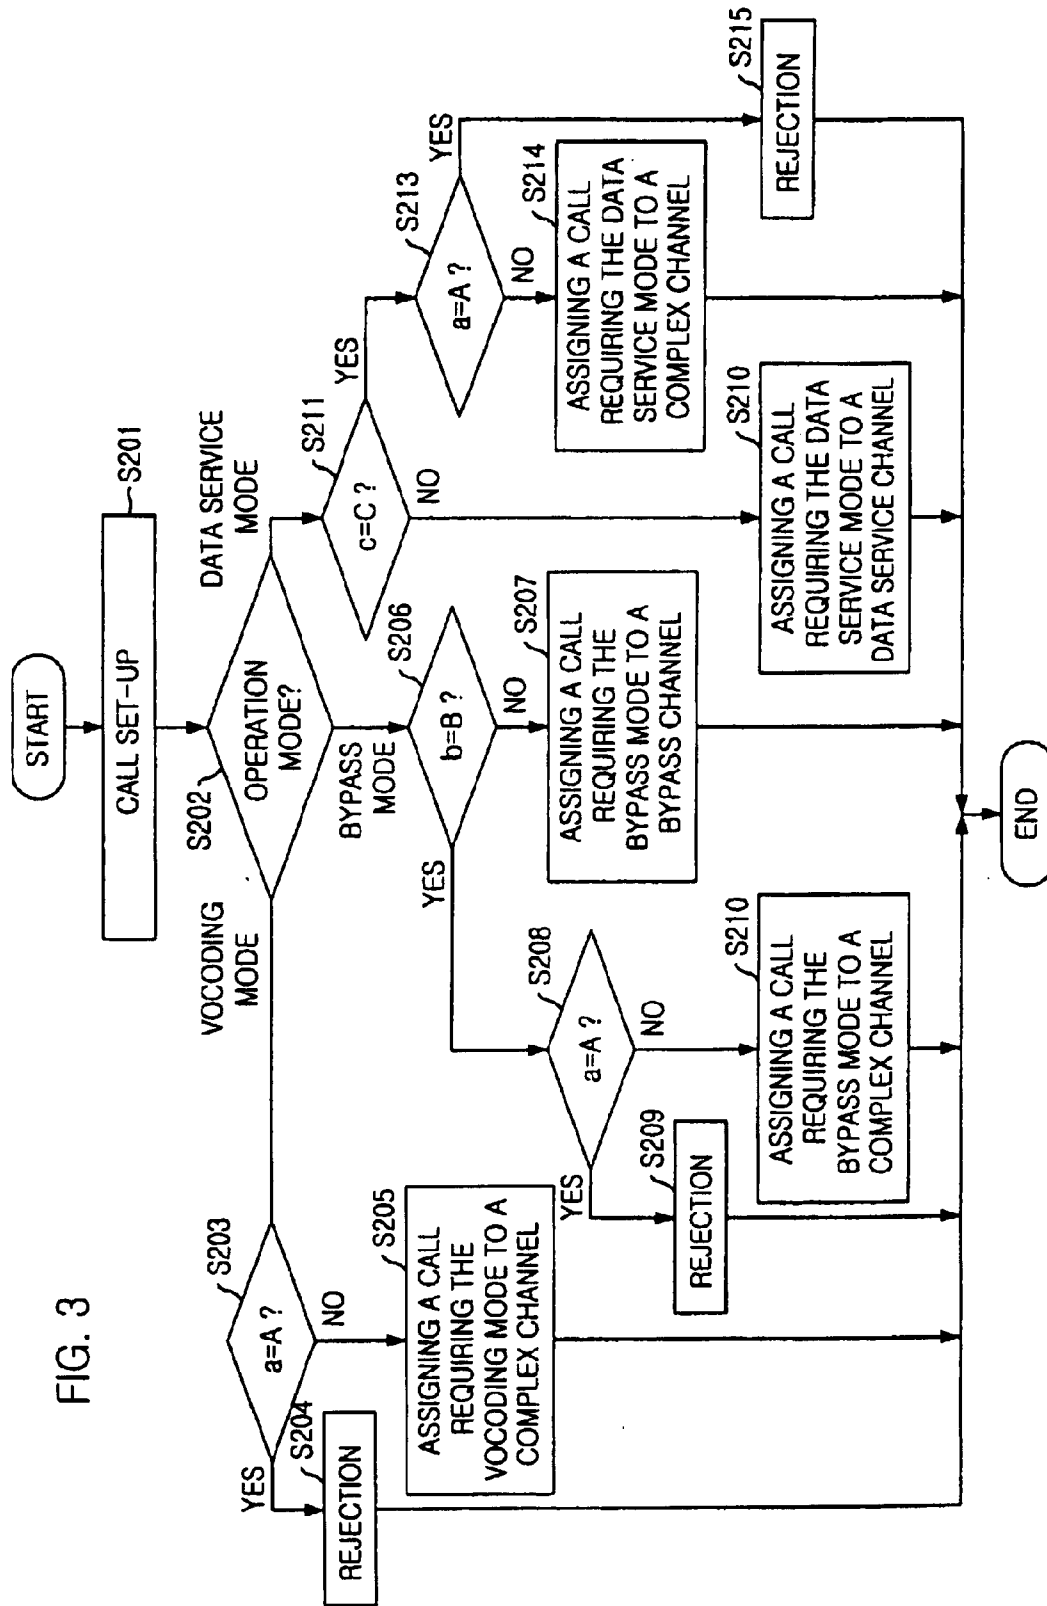 FIG. 3
START
CALL SET-UP
S201
S202
OPERATION
MODE?
VOCODING
MODE
BYPASS
MODE
DATA SERVICE
MODE
S203
a=A ?
YES
NO
S204
REJECTION
S205
ASSIGNING A CALL
REQUIRING THE
VOCODING MODE TO A
COMPLEX CHANNEL
S206
b=B ?
YES
NO
S207
ASSIGNING A CALL
REQUIRING THE
BYPASS MODE TO A
BYPASS CHANNEL
S208
a=A ?
YES
NO
S209
REJECTION
S210
ASSIGNING A CALL
REQUIRING THE
BYPASS MODE TO A
COMPLEX CHANNEL
S211
c=C ?
YES
NO
S210
ASSIGNING A CALL
REQUIRING THE DATA
SERVICE MODE TO A
DATA SERVICE CHANNEL
S213
a=A ?
YES
NO
S214
ASSIGNING A CALL
REQUIRING THE DATA
SERVICE MODE TO A
COMPLEX CHANNEL
S215
REJECTION
END